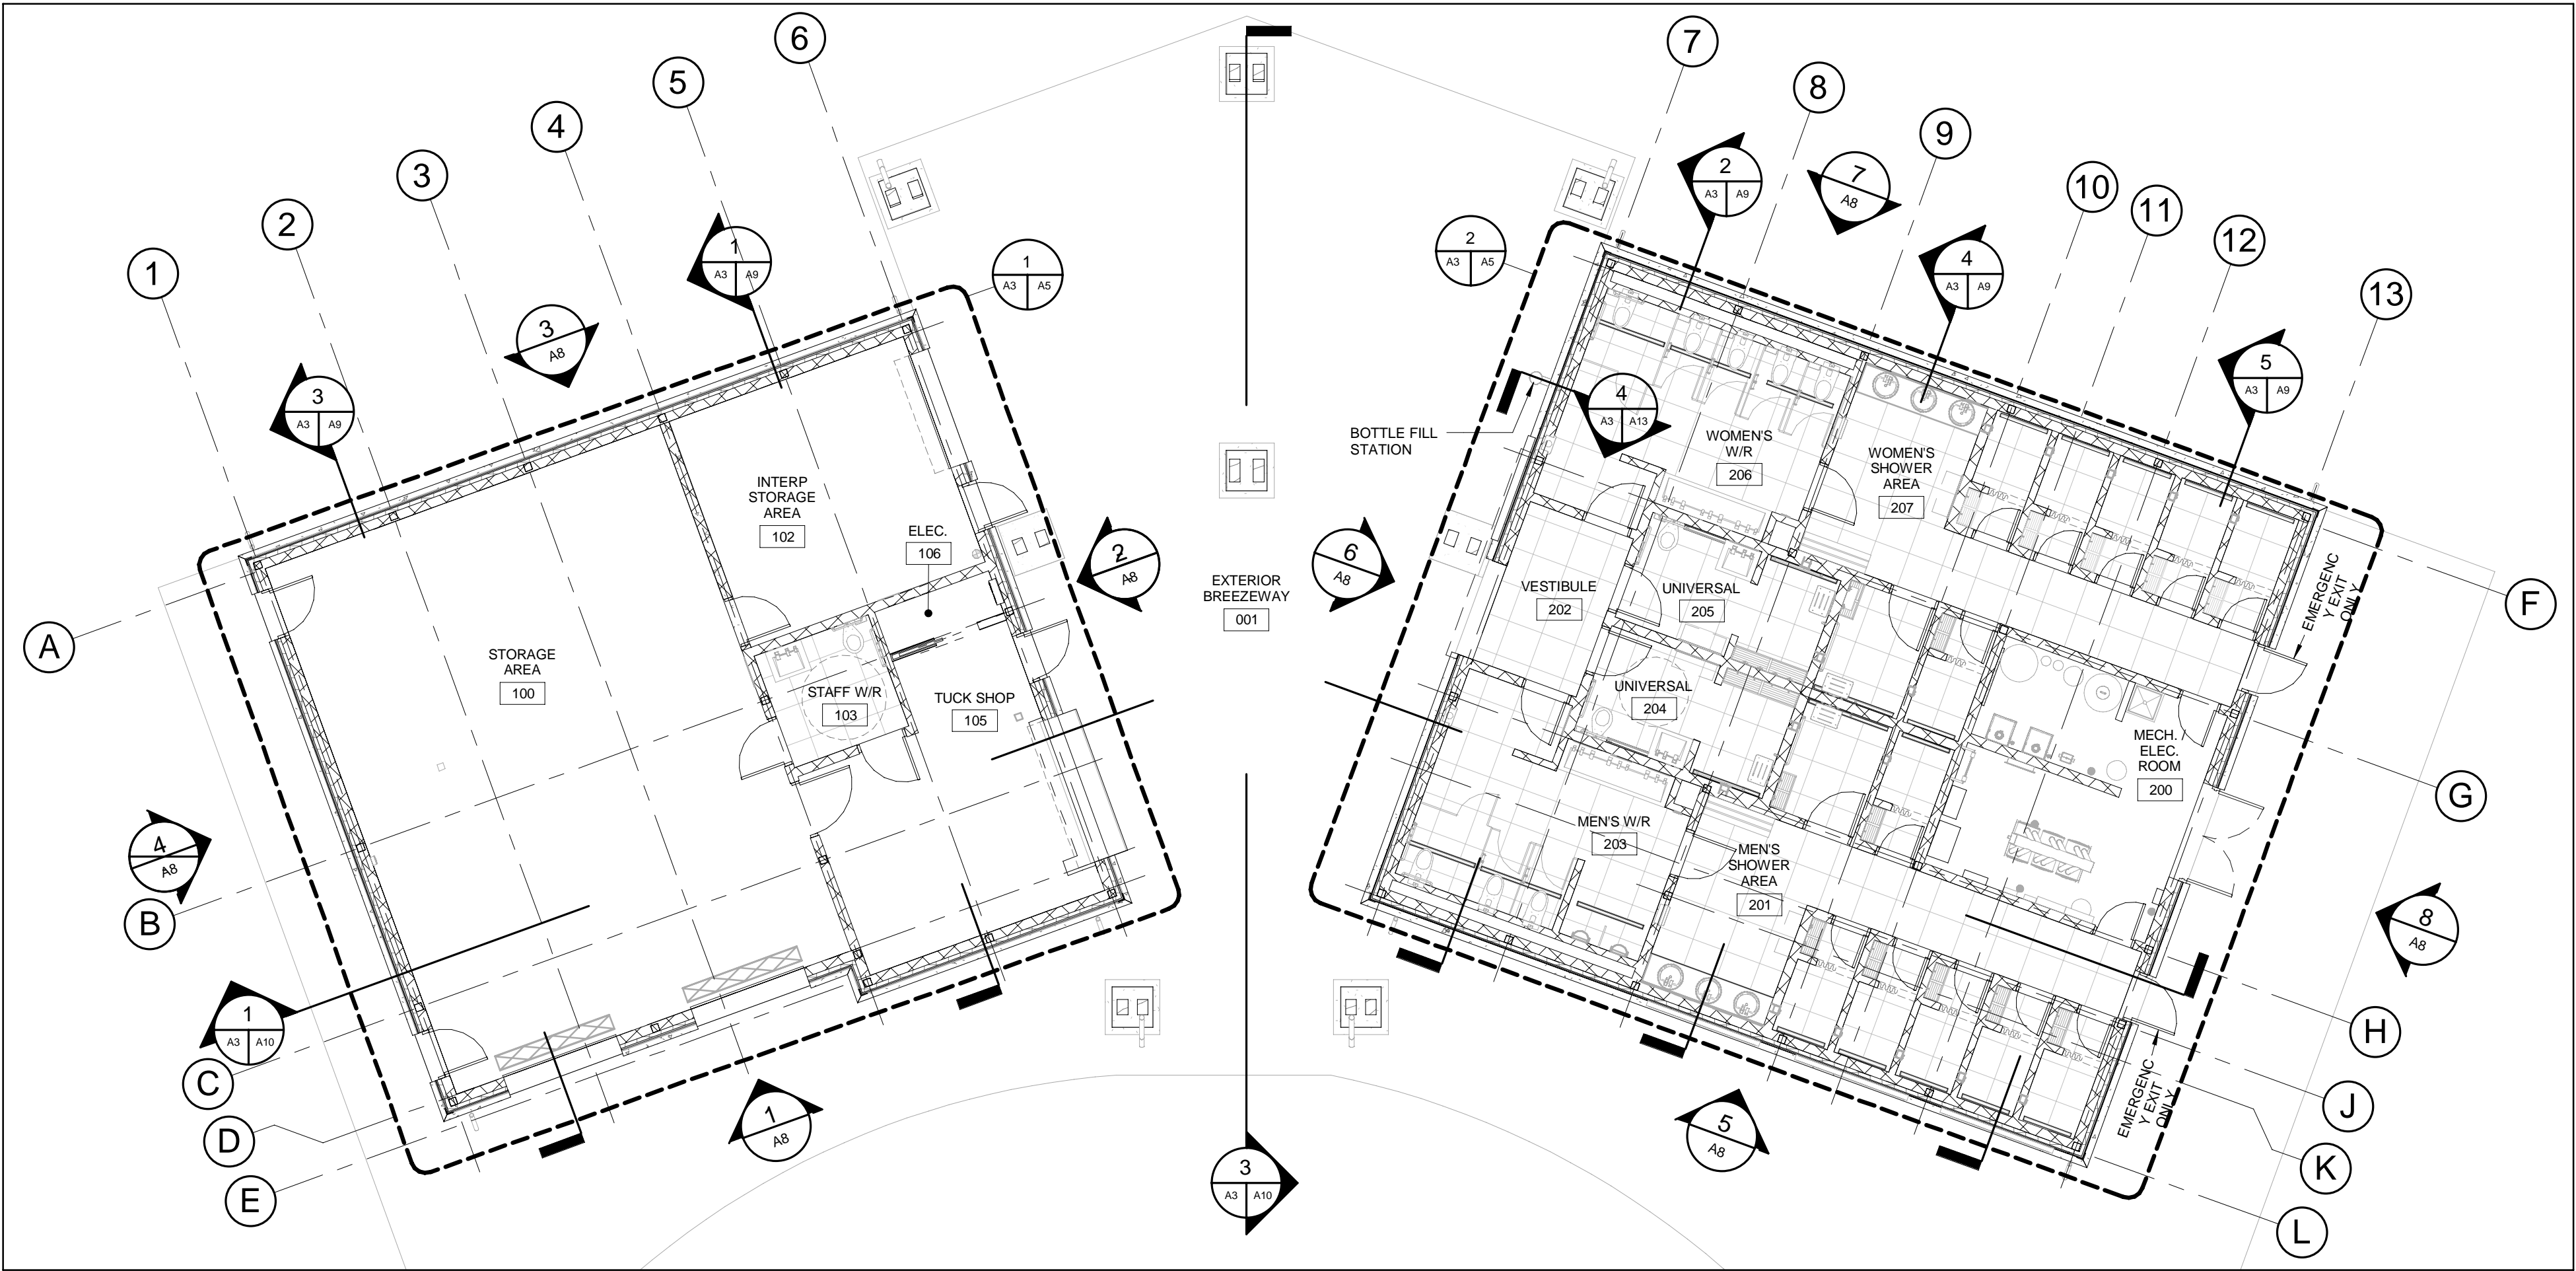 1
2
3
4
5
6
7
8
9
10
11
12
13
A
B
C
D
E
F
G
H
J
K
L
3
A3 A9
3
A8
1
A3 A9
1
A3 A5
2
A8
4
A8
1
A3 A10
1
A8
STORAGE
AREA
100
INTERP
STORAGE
AREA
102
ELEC.
106
STAFF W/R
103
TUCK SHOP
105
EXTERIOR
BREEZEWAY
001
3
A3 A10
2
A3 A5
2
A3 A9
7
A8
4
A3 A9
5
A3 A9
4
A3 A13
6
A8
8
A8
5
A8
BOTTLE FILL
STATION
WOMEN'S
W/R
206
WOMEN'S
SHOWER
AREA
207
VESTIBULE
202
UNIVERSAL
205
UNIVERSAL
204
MEN'S W/R
203
MEN'S
SHOWER
AREA
201
MECH. /
ELEC.
ROOM
200
EMERGENC
Y EXIT
ONLY
EMERGENC
Y EXIT
ONLY